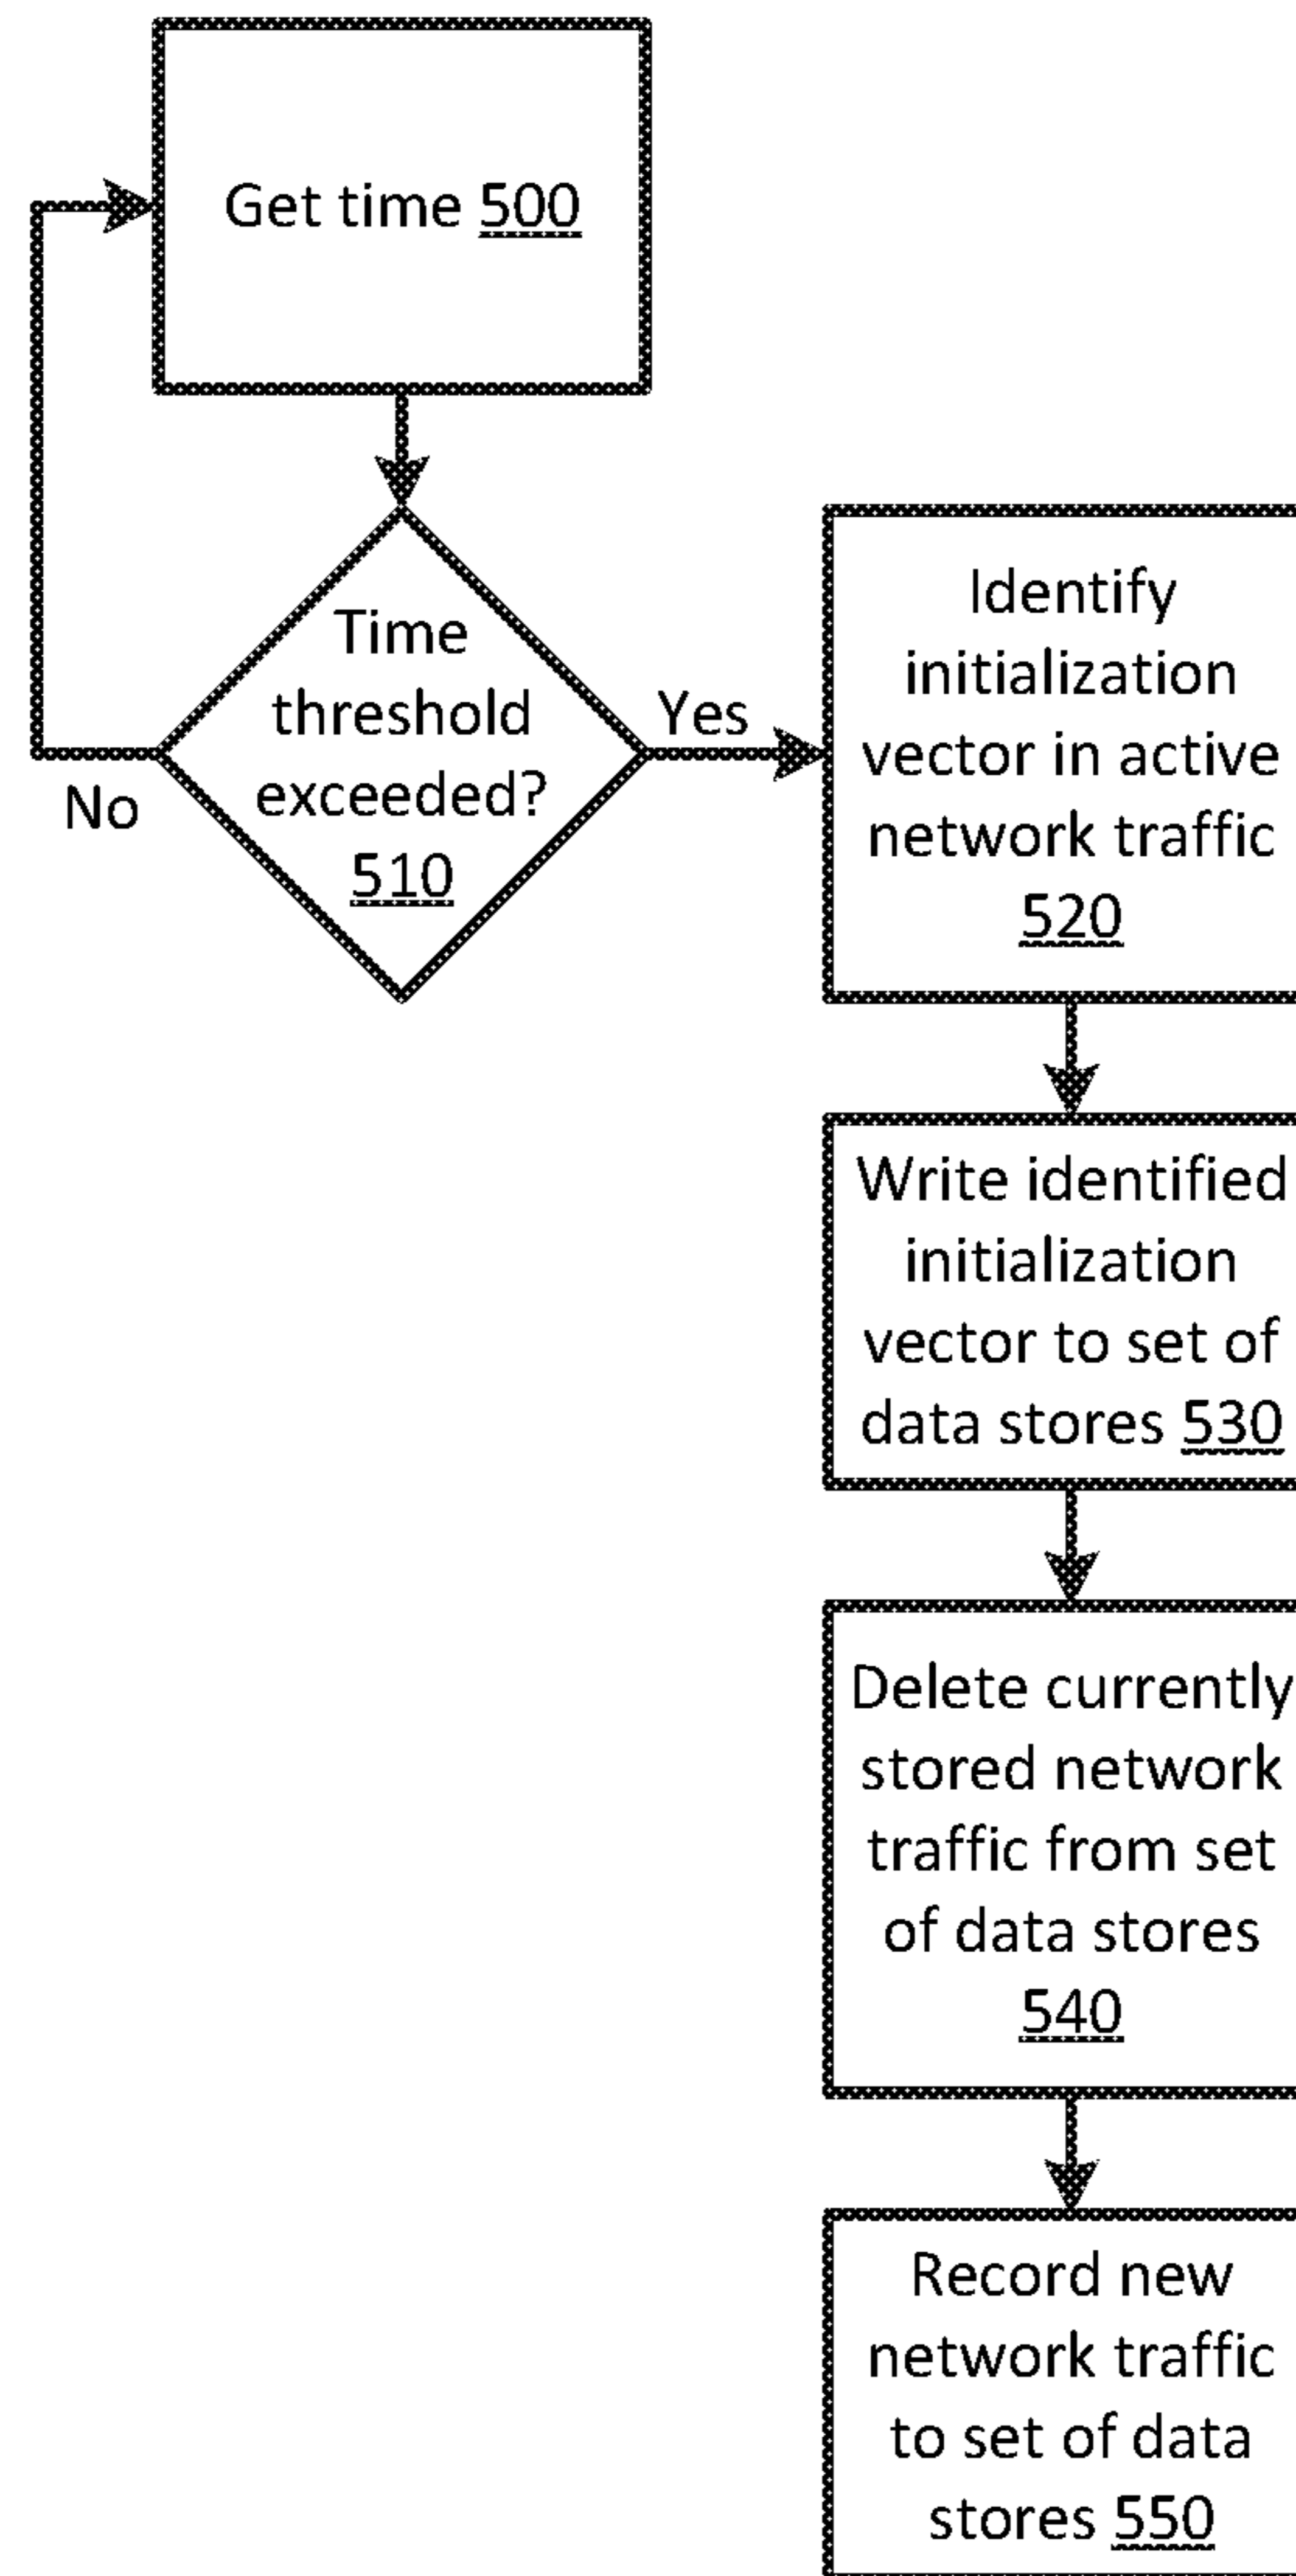 Get time 500
Time
threshold
exceeded?
510
Yes
No
Identify
initialization
vector in active
network traffic
520
Write identified
initialization
vector to set of
data stores 530
Delete currently
stored network
traffic from set
of data stores
540
Record new
network traffic
to set of data
stores 550